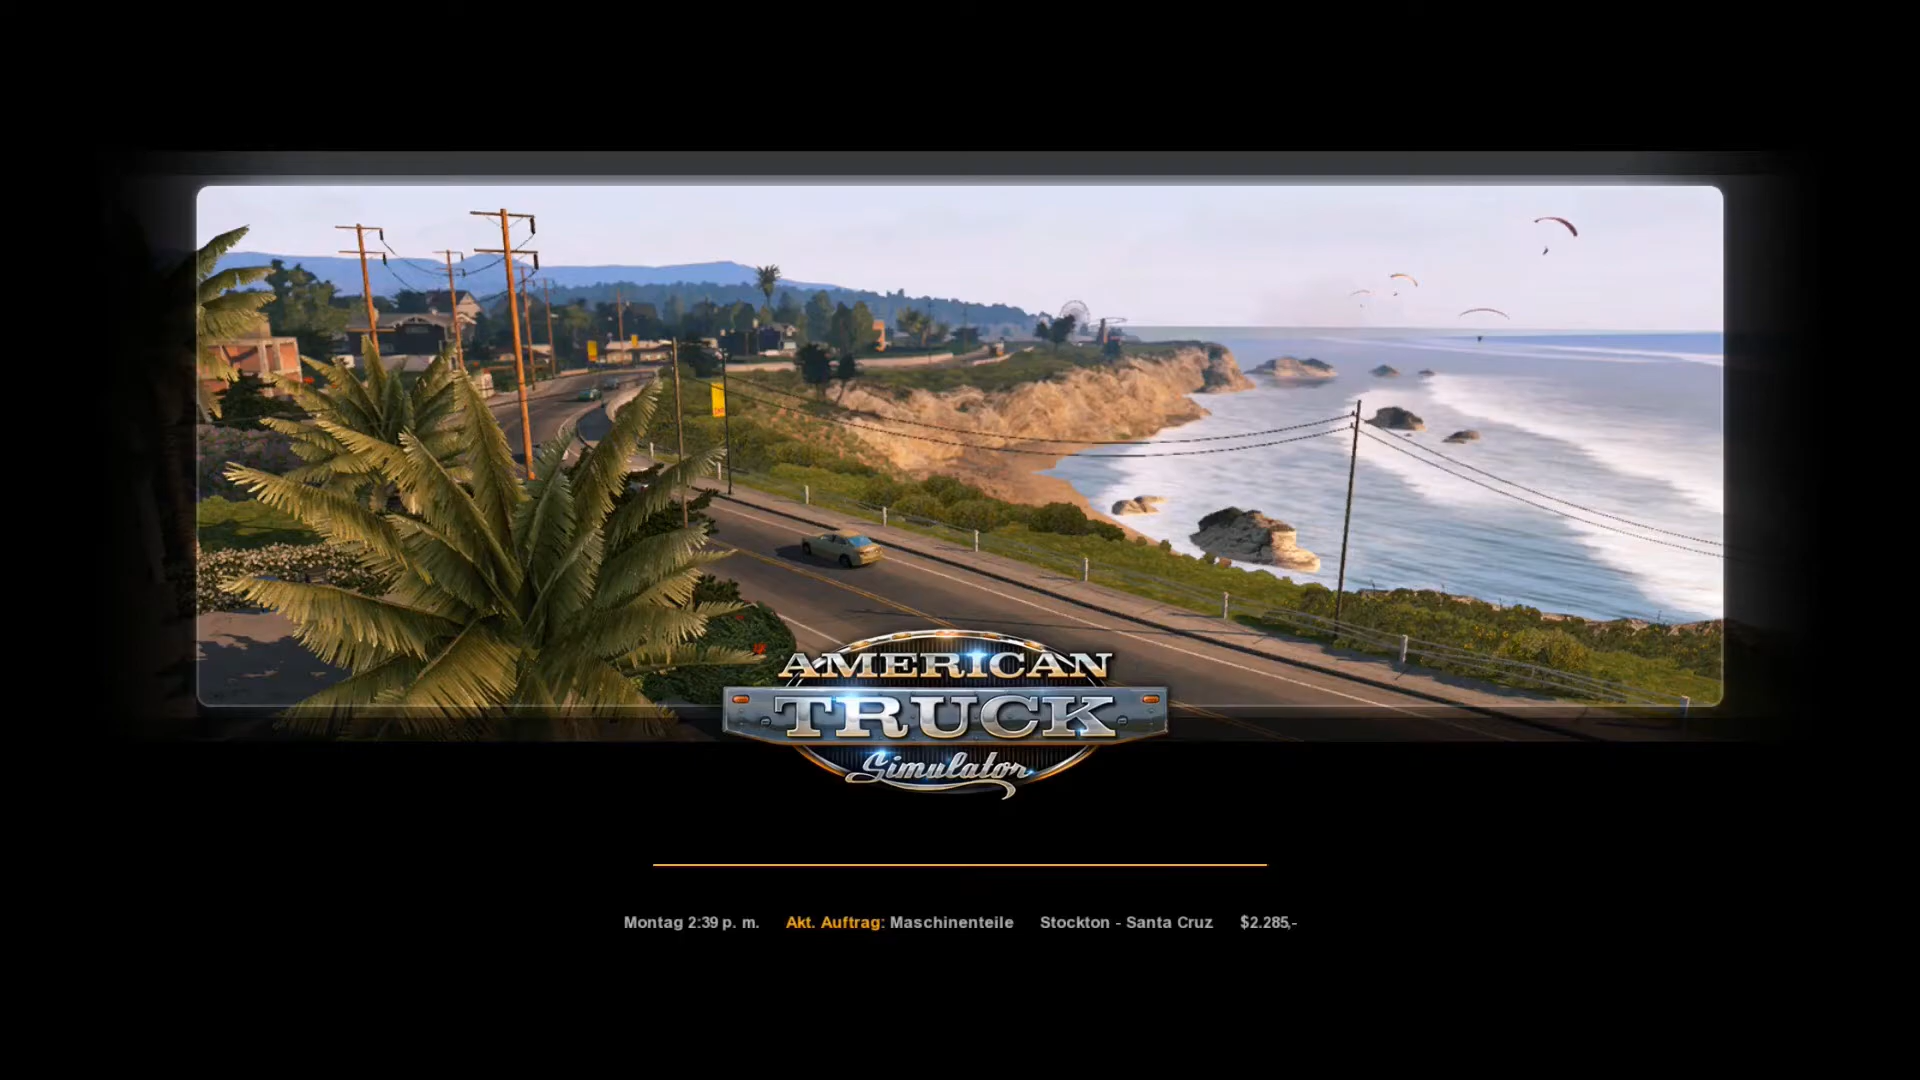 AMERICAN
TRUCK
Simulator
Montag 2:39 p. m. Akt. Auftrag: Maschinenteile Stockton - Santa Cruz $2.285,-